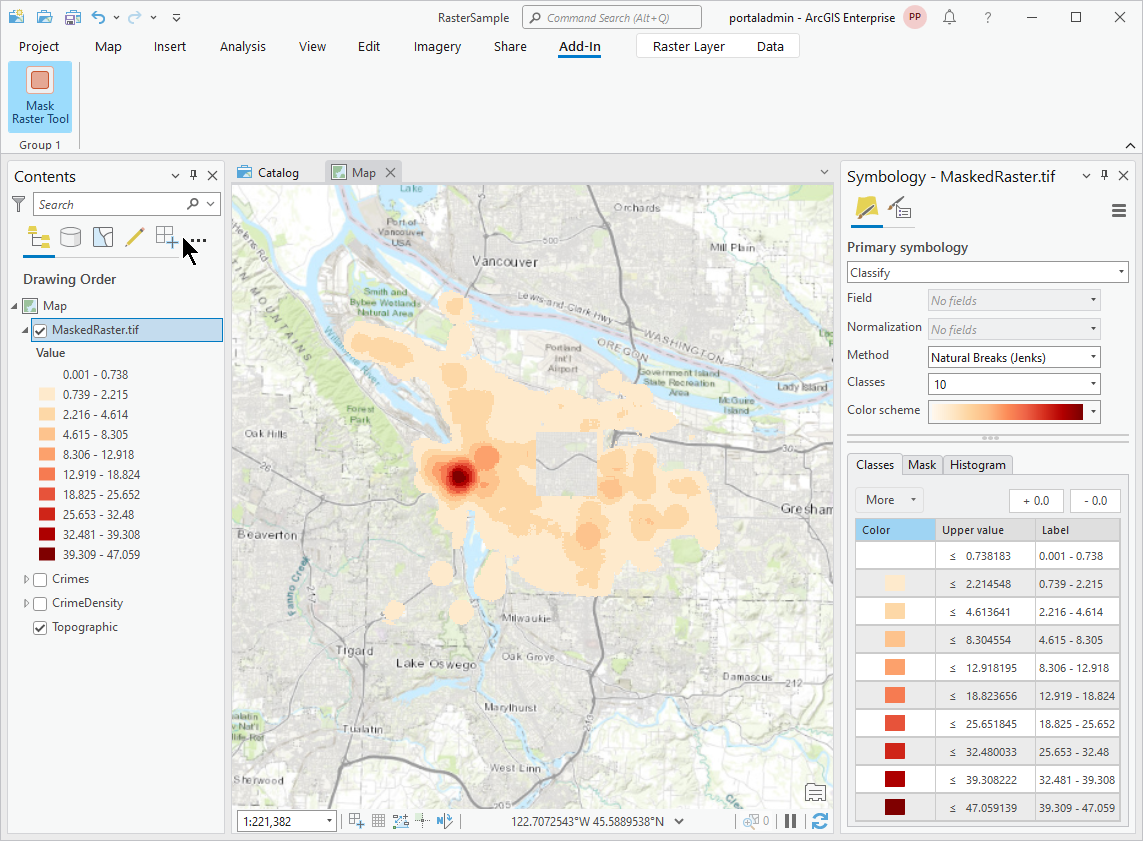 RasterSample
Command Search (Alt+Q)
portaladmin - ArcGIS Enterprise
PP
?
Project
Map
Insert
Analysis
View
Edit
Imagery
Share
Add-In
Raster Layer
Data
Mask
Raster Tool
Group 1
Contents
Search
Drawing Order
Map
MaskedRaster.tif
Value
0.001 - 0.738
0.739 - 2.215
2.216 - 4.614
4.615 - 8.305
8.306 - 12.918
12.919 - 18.824
18.825 - 25.652
25.653 - 32.48
32.481 - 39.308
39.309 - 47.059
Crimes
CrimeDensity
Topographic
Catalog
Map
Lake
Orchards
Port of
Vancouver
USA
500
Mill Plain
Helens Rd
Vancouver
TIN MOUNTAINS
Smith and
Bybee Wetlands
Natural Area
Lewis and Clark Hwy
WASHINGTON
OREGON
Willamette River
Portland
Int'l
Airport
Government Island
State Recreation
Area
Lady Island
McGuire
Island
Forest
Park
Oak Hills
26
Gresham
Beaverton
Fanno Creek
217
Milwaukie
Tigard
Oak Grove
Lake Oswego
Damascus
212
Marylhurst
213
Tualatin
West Linn
Sherwood
205
1:221,382
122.7072543°W 45.5889538°N
0
Symbology - MaskedRaster.tif
Primary symbology
Classify
Field
No fields
Normalization
No fields
Method
Natural Breaks (Jenks)
Classes
10
Color scheme
Classes
Mask
Histogram
More
+ 0.0
- 0.0
Color
Upper value
Label
≤ 0.738183
0.001 - 0.738
≤ 2.214548
0.739 - 2.215
≤ 4.613641
2.216 - 4.614
≤ 8.304554
4.615 - 8.305
≤ 12.918195
8.306 - 12.918
≤ 18.823656
12.919 - 18.824
≤ 25.651845
18.825 - 25.652
≤ 32.480033
25.653 - 32.48
≤ 39.308222
32.481 - 39.308
≤ 47.059139
39.309 - 47.059